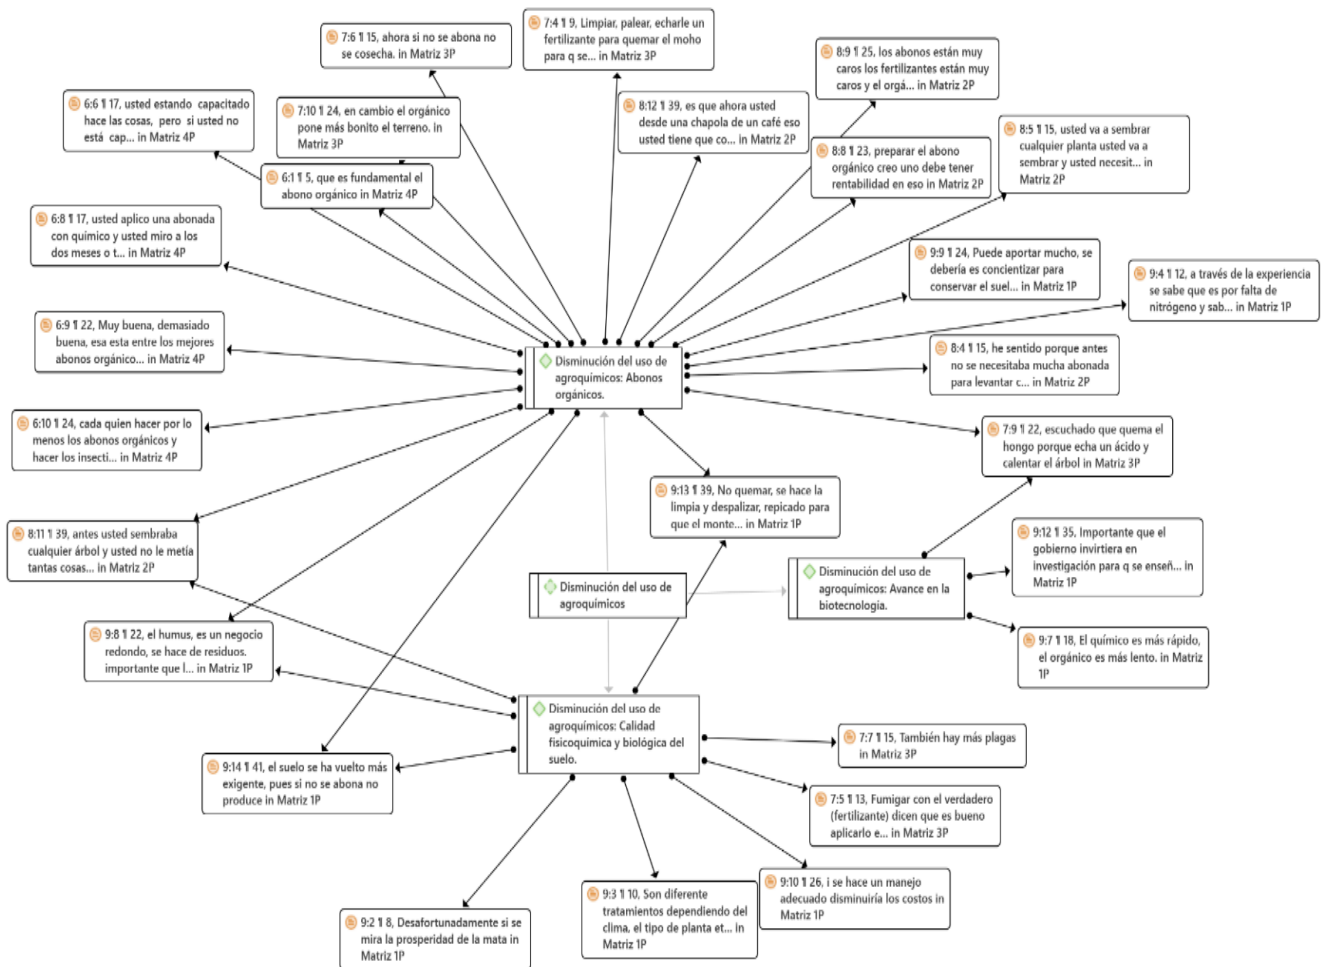 7:4 ¶ 9, Limpiar, palear, echarle un
fertilizante para quemar el moho
para q se... in Matriz 3P
7:6 ¶ 15, ahora si no se abona no
se cosecha. in Matriz 3P
8:9 ¶ 25, los abonos están muy
caros los fertilizantes están muy
caros y el orgá... in Matriz 2P
6:6 ¶ 17, usted estando capacitado
hace las cosas, pero si usted no
está cap... in Matriz 4P
7:10 ¶ 24, en cambio el orgánico
pone más bonito el terreno. in
Matriz 3P
8:12 ¶ 39, es que ahora usted
desde una chapola de un café eso
usted tiene que co... in Matriz 2P
8:5 ¶ 15, usted va a sembrar
cualquier planta usted va a
sembrar y usted necesit... in
Matriz 2P
8:8 ¶ 23, preparar el abono
orgánico creo uno debe tener
rentabilidad en eso in Matriz 2P
6:1 ¶ 5, que es fundamental el
abono orgánico in Matriz 4P
6:8 ¶ 17, usted aplico una abonada
con químico y usted miro a los
dos meses o t... in Matriz 4P
9:9 ¶ 24, Puede aportar mucho, se
debería es concientizar para
conservar el suel... in Matriz 1P
9:4 ¶ 12, a través de la experiencia
se sabe que es por falta de
nitrógeno y sab... in Matriz 1P
6:9 ¶ 22, Muy buena, demasiado
buena, esa esta entre los mejores
abonos orgánico... in Matriz 4P
8:4 ¶ 15, he sentido porque antes
no se necesitaba mucha abonada
para levantar c... in Matriz 2P
Disminución del uso de
agroquímicos: Abonos
orgánicos.
6:10 ¶ 24, cada quien hacer por lo
menos los abonos orgánicos y
hacer los insecti... in Matriz 4P
7:9 ¶ 22, escuchado que quema el
hongo porque echa un ácido y
calentar el árbol in Matriz 3P
9:13 ¶ 39, No quemar, se hace la
limpia y despalizar, repicado para
que el monte... in Matriz 1P
8:11 ¶ 39, antes usted sembraba
cualquier árbol y usted no le metía
tantas cosas... in Matriz 2P
9:12 ¶ 35, Importante que el
gobierno invirtiera en
investigación para q se enseñ... in
Matriz 1P
Disminución del uso de
agroquímicos
Disminución del uso de
agroquímicos: Avance en la
biotecnología.
9:8 ¶ 22, el humus, es un negocio
redondo, se hace de residuos.
importante que l... in Matriz 1P
9:7 ¶ 18, El químico es más rápido,
el orgánico es más lento. in Matriz
1P
Disminución del uso de
agroquímicos: Calidad
fisicoquímica y biológica del
suelo.
7:7 ¶ 15, También hay más plagas
in Matriz 3P
9:14 ¶ 41, el suelo se ha vuelto más
exigente, pues si no se abona no
produce in Matriz 1P
7:5 ¶ 13, Fumigar con el verdadero
(fertilizante) dicen que es bueno
aplicarlo e... in Matriz 3P
9:10 ¶ 26, i se hace un manejo
adecuado disminuiría los costos in
Matriz 1P
9:3 ¶ 10, Son diferente
tratamientos dependiendo del
clima, el tipo de planta et... in
Matriz 1P
9:2 ¶ 8, Desafortunadamente si se
mira la prosperidad de la mata in
Matriz 1P